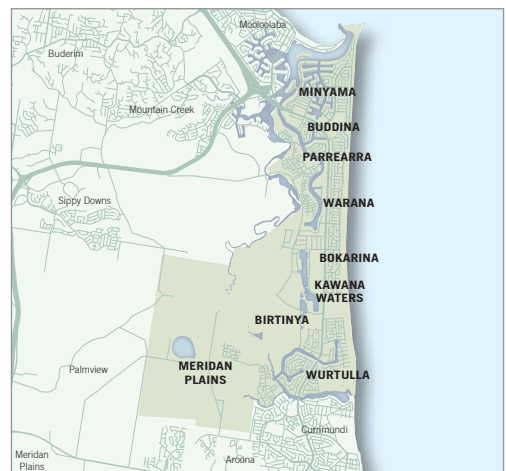 Mooloolaba
Buderim
MINYAMA
Mountain Creek
BUDDINA
PARREARRA
Sippy Downs
WARANA
BOKARINA
KAWANA
WATERS
BIRTINYA
Palmview
MERIDAN
PLAINS
WURTULLA
Currimundi
Meridan
Plains
Aroona